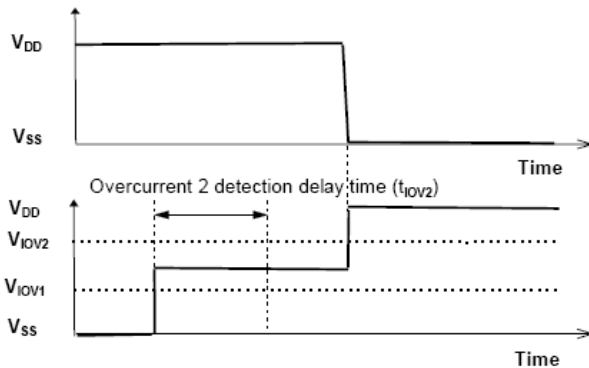 VDD
VSS
Time
Overcurrent 2 detection delay time (tIOV2)
VDD
VIOV2
VIOV1
VSS
Time